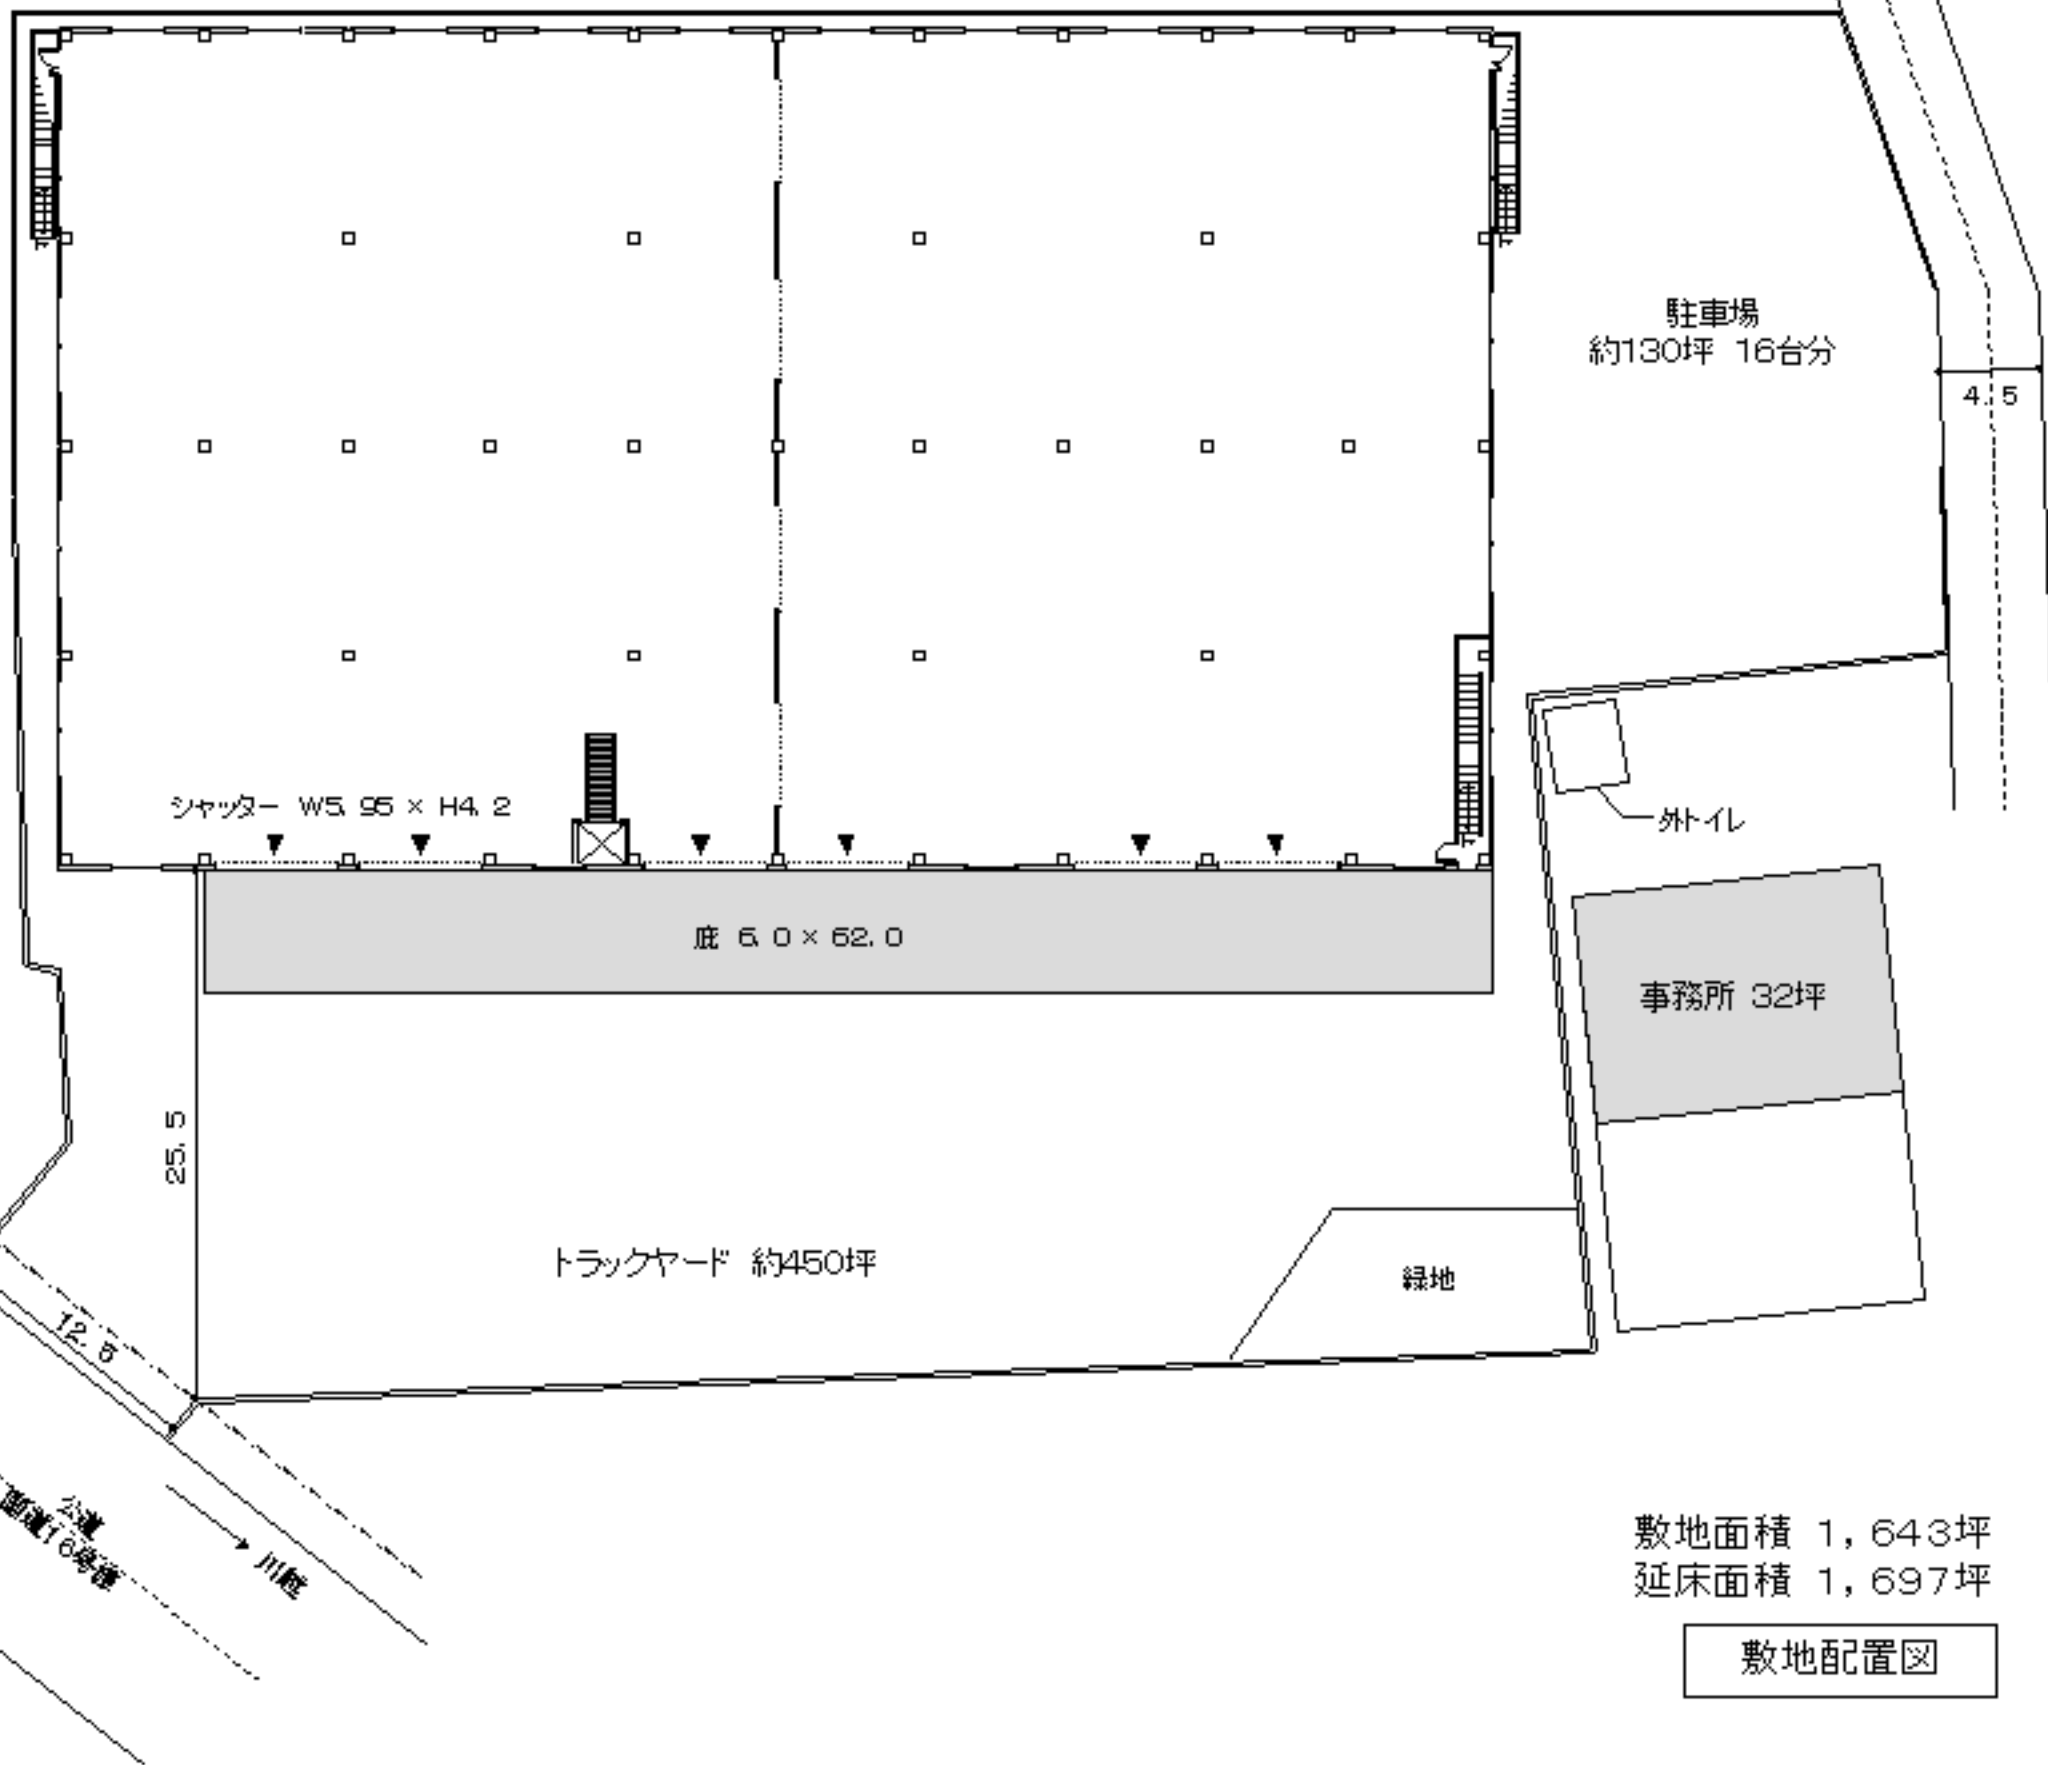 駐車場
約130坪 16台分
4.5
シャッター W5.95 × H4.2
外トイレ
庇 6.0×62.0
事務所 32坪
25.5
トラックヤード 約450坪
緑地
12.5
公道
国道16号線
川越
敷地面積 1,643坪
延床面積 1,697坪
敷地配置図